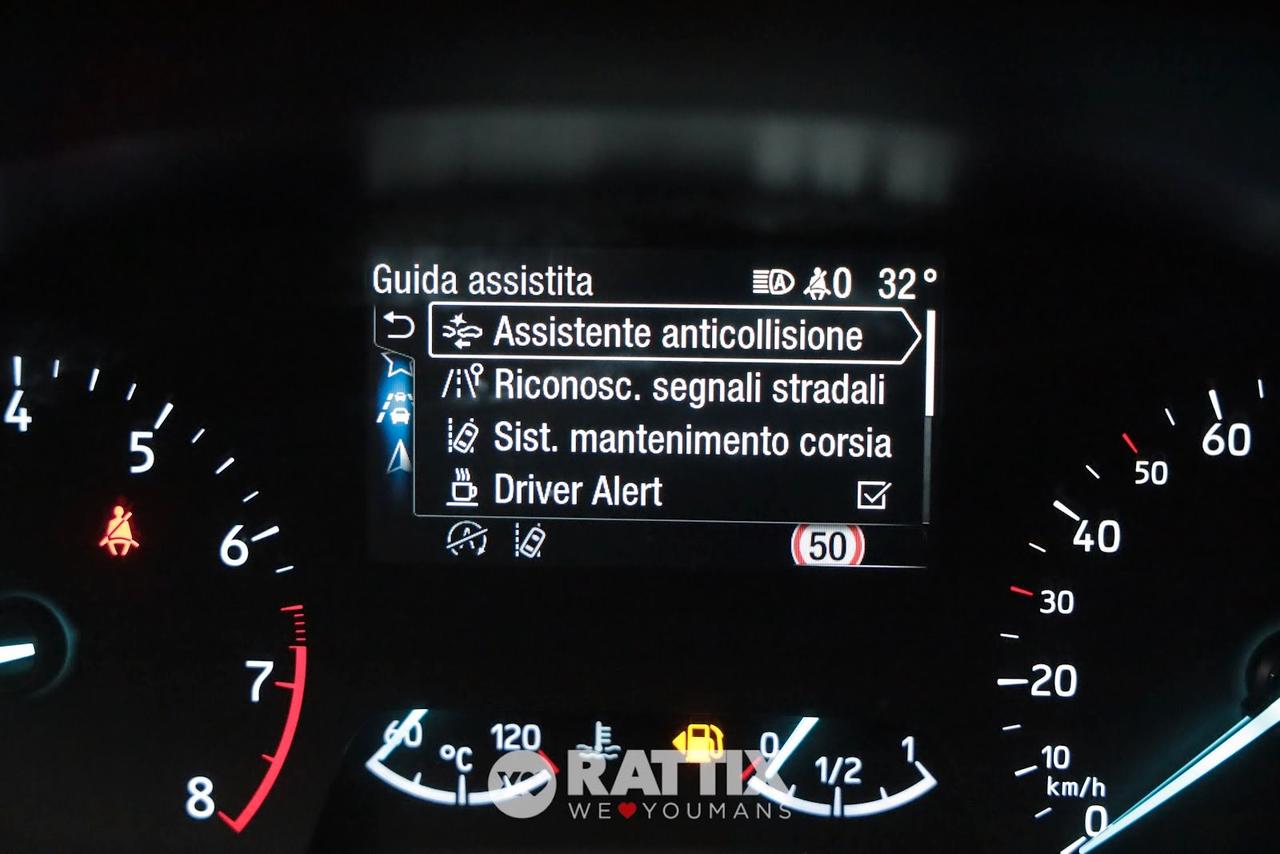 Guida assistita 0 32°
Assistente anticollisione
Riconosc. segnali stradali
Sist. mantenimento corsia
Driver Alert
50
4
5
6
7
8
60
50
40
30
20
10
km/h
0
60 °C 120
0 1/2 1
RATTIX
WE YOUMANS